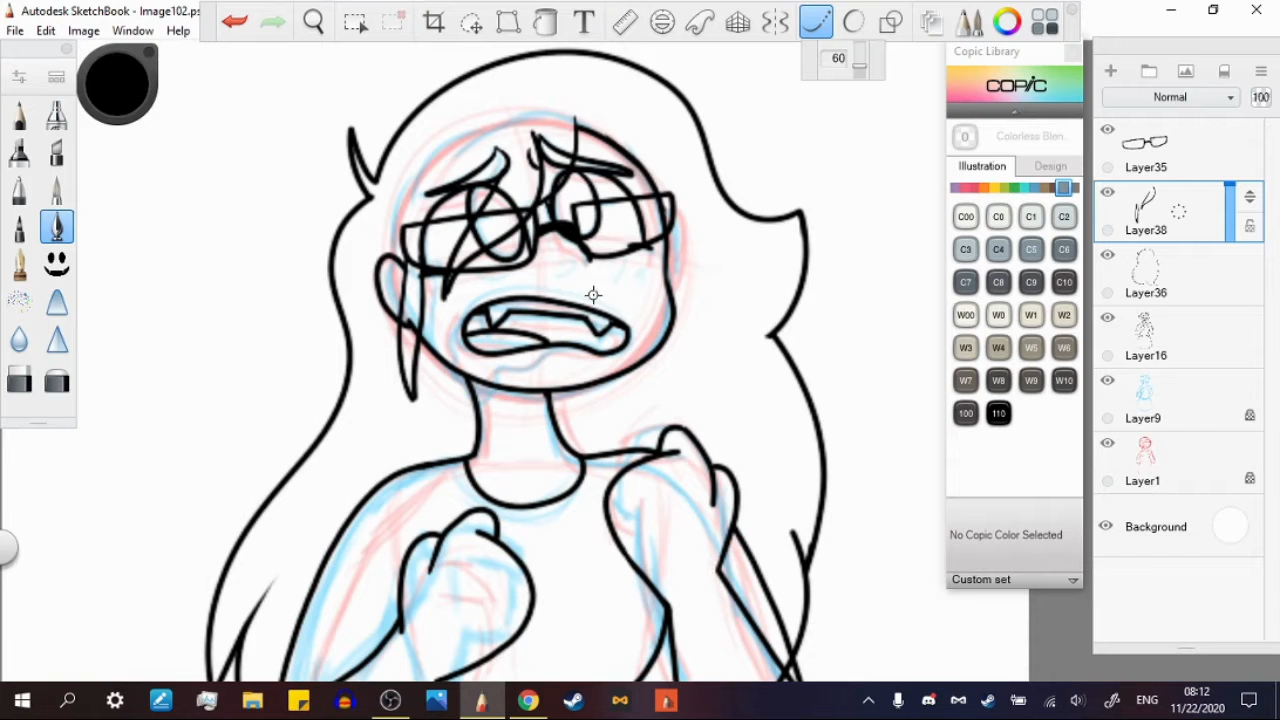 Autodesk SketchBook - Image102.ps
File Edit Image Window Help
T
60
Copic Library
COPIC
0 Colorless Blen..
Illustration Design
C00 C0 C1 C2
C3 C4 C5 C6
C7 C8 C9 C10
W00 W0 W1 W2
W3 W4 W5 W6
W7 W8 W9 W10
100 110
No Copic Color Selected
Custom set
100
Normal
Layer35
Layer38
Layer36
Layer16
Layer9
Layer1
Background
ENG
08:12
11/22/2020